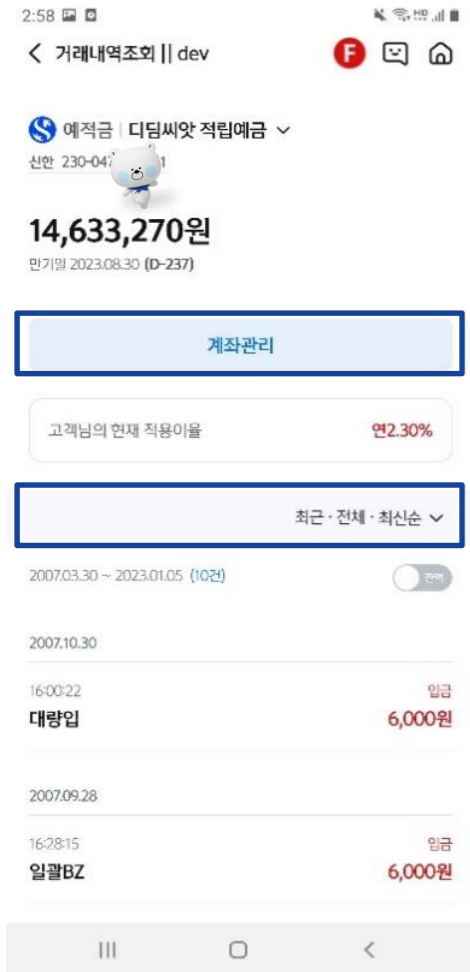 2:58
거래내역조회 || dev
F
S 예적금 | 디딤씨앗 적립예금
신한 230-04 1
14,633,270원
만기일 2023.08.30 (D-237)
계좌관리
고객님의 현재 적용이율 연2.30%
최근 · 전체 · 최신순
2007.03.30 ~ 2023.01.05 (10건) 잔액
2007.10.30
16:00:22 입금
대량입 6,000원
2007.09.28
16:28:15 입금
일괄BZ 6,000원